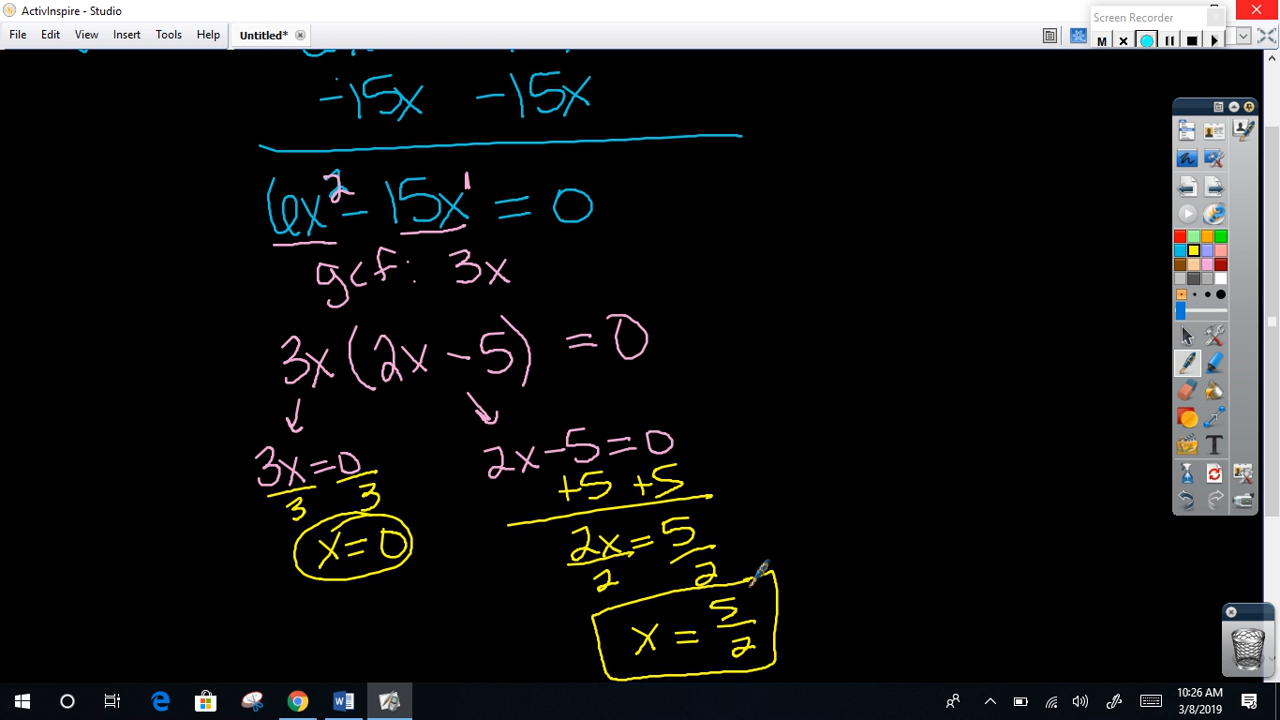 ActivInspire - Studio
Screen Recorder
File Edit View Insert Tools Help Untitled*
M
-15x -15x
6x² - 15x¹ = 0
gcf: 3x
3x(2x - 5) = 0
3x=0 2x-5=0
3 3 +5 +5
x=0 2x = 5
2 2
x = 5/2
10:26 AM
3/8/2019